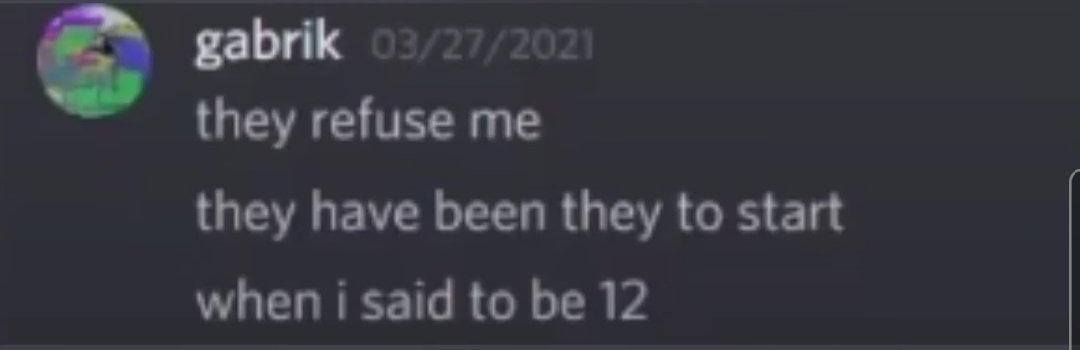 gabrik 03/27/2021
they refuse me
they have been they to start
when i said to be 12